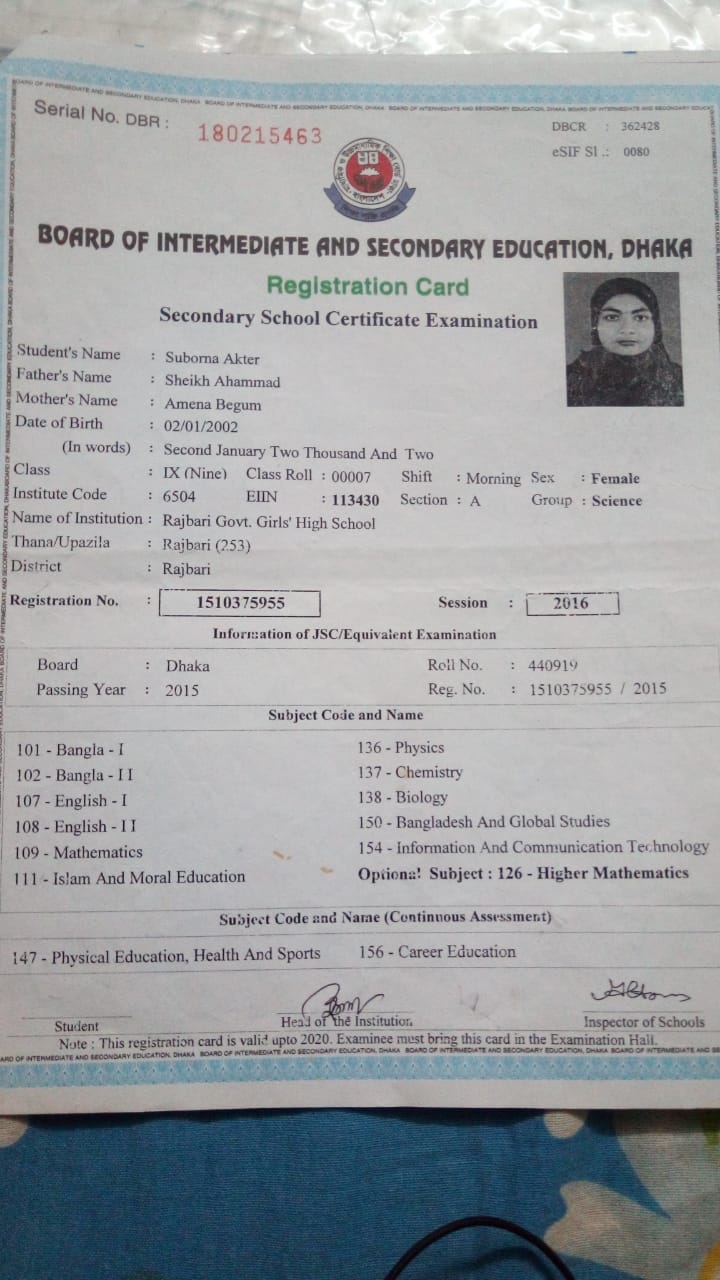 Serial No. DBR : 180215463
DBCR : 362428
eSIF Sl .: 0080
BOARD OF INTERMEDIATE AND SECONDARY EDUCATION, DHAKA
Registration Card
Secondary School Certificate Examination
Student's Name : Suborna Akter
Father's Name : Sheikh Ahammad
Mother's Name : Amena Begum
Date of Birth : 02/01/2002
(In words) : Second January Two Thousand And Two
Class : IX (Nine) Class Roll : 00007 Shift : Morning Sex : Female
Institute Code : 6504 EIIN : 113430 Section : A Group : Science
Name of Institution : Rajbari Govt. Girls' High School
Thana/Upazila : Rajbari (253)
District : Rajbari
Registration No. : 1510375955 Session : 2016
Information of JSC/Equivalent Examination
Board : Dhaka Roll No. : 440919
Passing Year : 2015 Reg. No. : 1510375955 / 2015
Subject Code and Name
101 - Bangla - I 136 - Physics
102 - Bangla - I I 137 - Chemistry
107 - English - I 138 - Biology
108 - English - I I 150 - Bangladesh And Global Studies
109 - Mathematics 154 - Information And Communication Technology
111 - Islam And Moral Education Optional Subject : 126 - Higher Mathematics
Subject Code and Name (Continuous Assessment)
147 - Physical Education, Health And Sports 156 - Career Education
Student Head of the Institution Inspector of Schools
Note : This registration card is valid upto 2020. Examinee must bring this card in the Examination Hall.